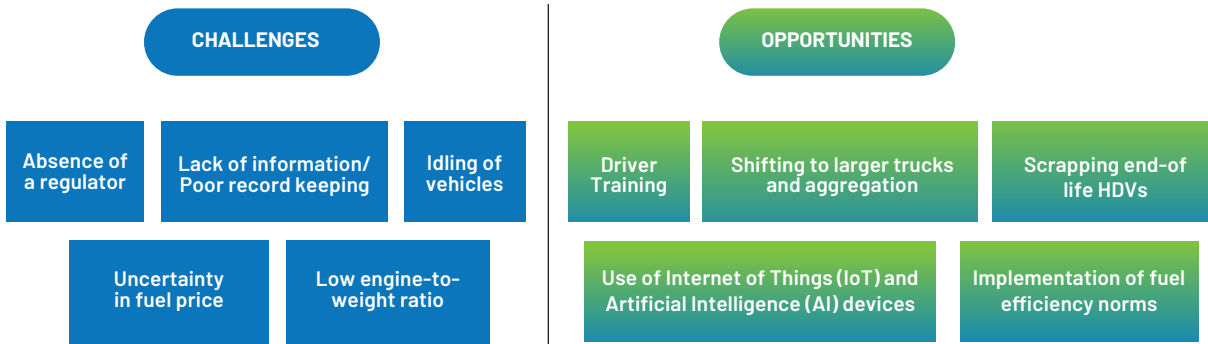 CHALLENGES
Absence of
a regulator
Lack of information/
Poor record keeping
Idling of
vehicles
Uncertainty
in fuel price
Low engine-to-
weight ratio
OPPORTUNITIES
Driver
Training
Shifting to larger trucks
and aggregation
Scrapping end-of
life HDVs
Use of Internet of Things (IoT) and
Artificial Intelligence (AI) devices
Implementation of fuel
efficiency norms